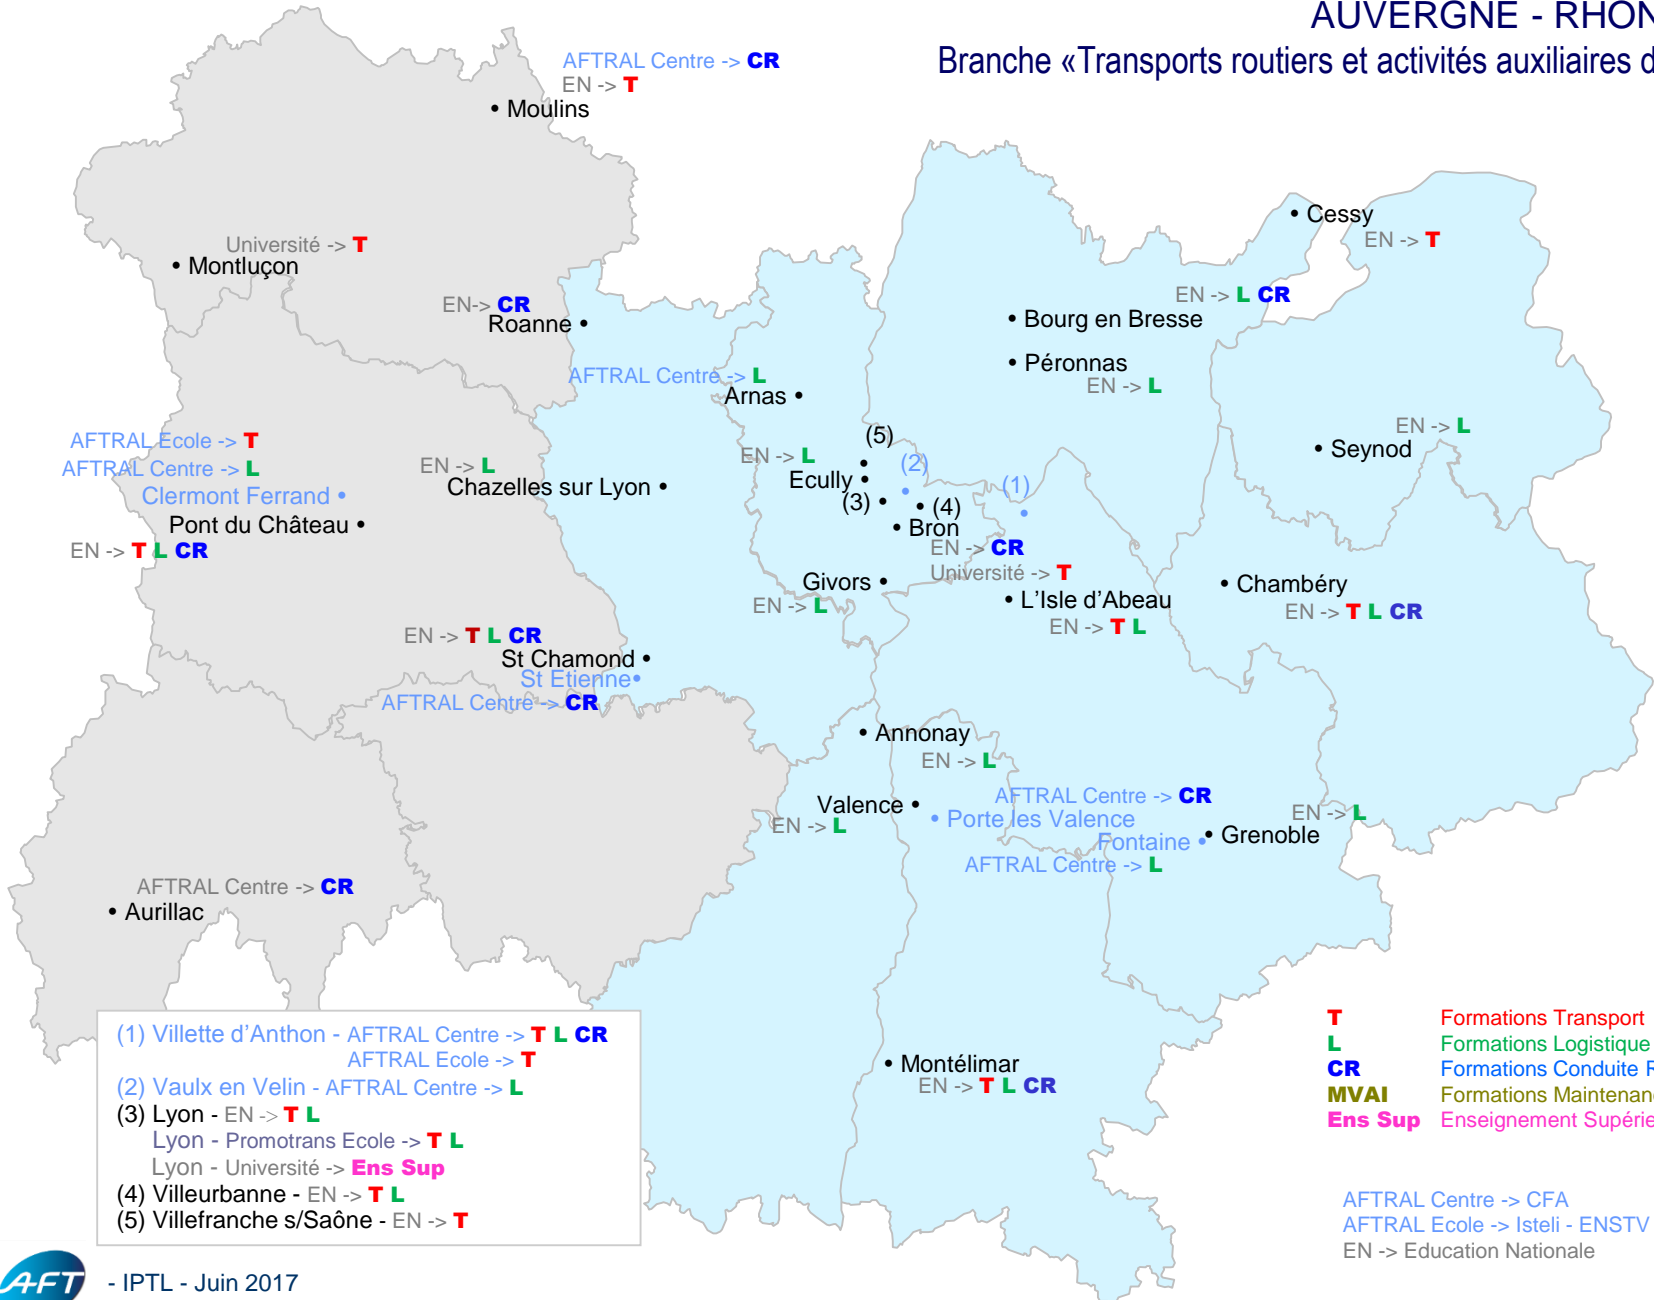 AUVERGNE - RHON
Branche «Transports routiers et activités auxiliaires d
AFTRAL Centre -> CR
EN -> T
• Moulins
• Cessy
EN -> T
Université -> T
• Montluçon
EN -> L CR
EN-> CR
Roanne •
• Bourg en Bresse
• Péronnas
EN -> L
AFTRAL Centre -> L
Arnas •
EN -> L
• Seynod
AFTRAL Ecole -> T
AFTRAL Centre -> L
Clermont Ferrand •
Pont du Château •
EN -> T L CR
EN -> L
Chazelles sur Lyon •
(5)
EN -> L
Ecully •
(2)
(1)
(3) •
• (4)
• Bron
EN -> CR
Université -> T
Givors •
EN -> L
• L'Isle d'Abeau
EN -> T L
• Chambéry
EN -> T L CR
EN -> T L CR
St Chamond •
St Etienne•
AFTRAL Centre -> CR
• Annonay
EN -> L
Valence •
EN -> L
AFTRAL Centre -> CR
• Porte les Valence
Fontaine •
AFTRAL Centre -> L
EN -> L
• Grenoble
AFTRAL Centre -> CR
• Aurillac
• Montélimar
EN -> T L CR
(1) Villette d'Anthon - AFTRAL Centre -> T L CR
AFTRAL Ecole -> T
(2) Vaulx en Velin - AFTRAL Centre -> L
(3) Lyon - EN -> T L
Lyon - Promotrans Ecole -> T L
Lyon - Université -> Ens Sup
(4) Villeurbanne - EN -> T L
(5) Villefranche s/Saône - EN -> T
T Formations Transport
L Formations Logistique
CR Formations Conduite R
MVAI Formations Maintenan
Ens Sup Enseignement Supérie
AFTRAL Centre -> CFA
AFTRAL Ecole -> Isteli - ENSTV
EN -> Education Nationale
AFT - IPTL - Juin 2017